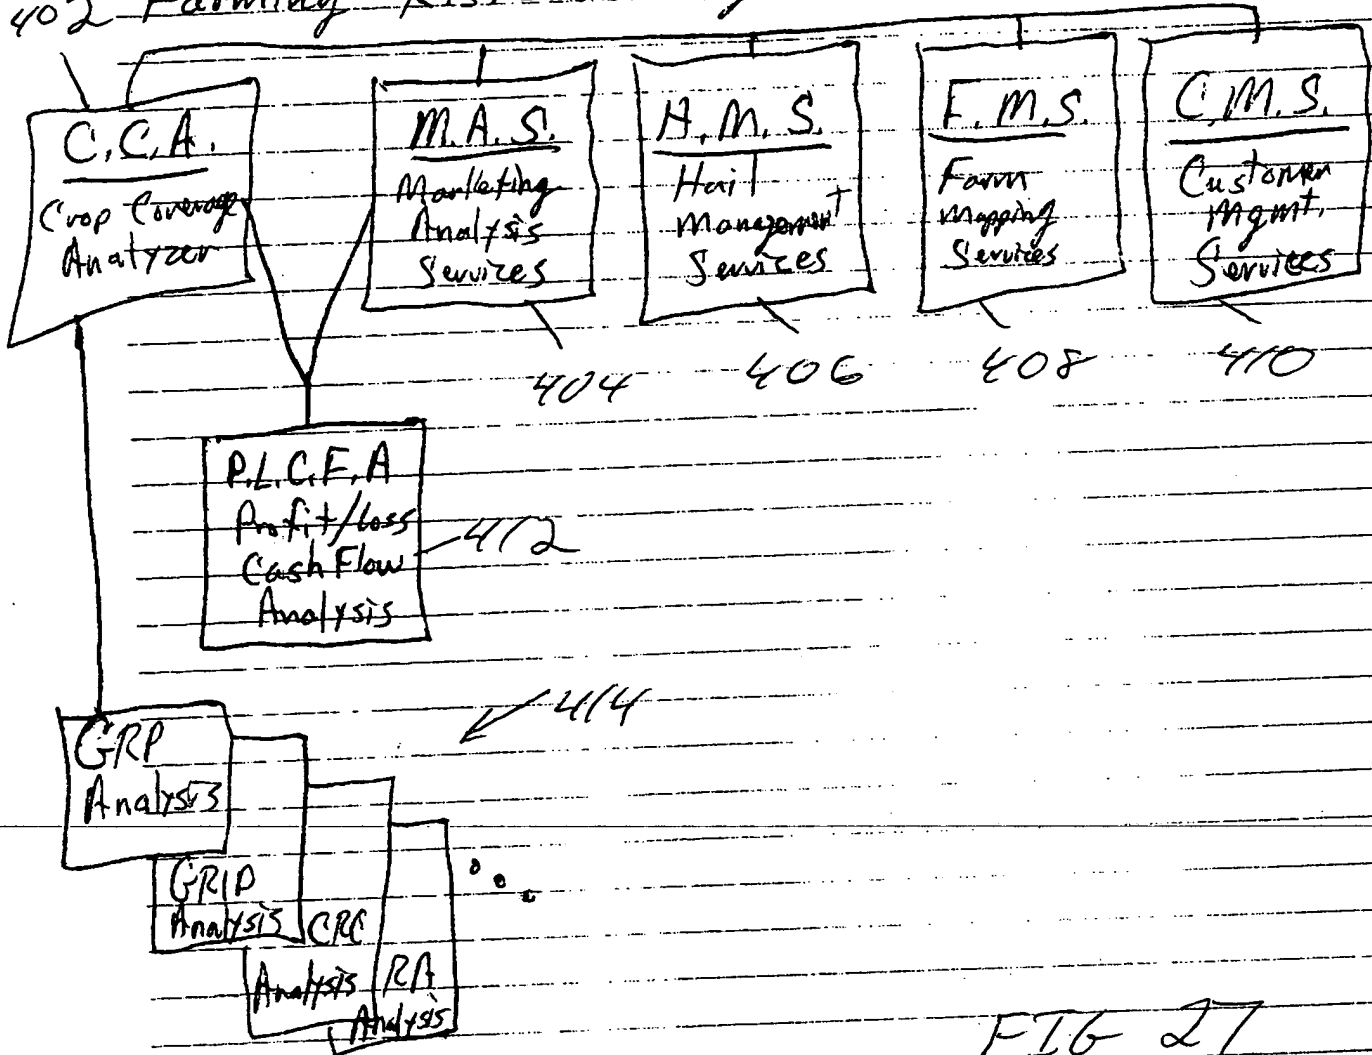 402 Farming
C.C.A.
Crop Coverage
Analyzer
M.A.S.
Marketing
Analysis
Services
H.M.S.
Hail
Management
Services
F.M.S.
Farm
Mapping
Services
C.M.S.
Customer
Mgmt.
Services
404
406
408
410
P.L.C.F.A
Profit/Loss
Cash Flow
Analysis
412
414
GRP
Analysis
GRIP
Analysis
CRC
Analysis
RA
Analysis
FIG 27